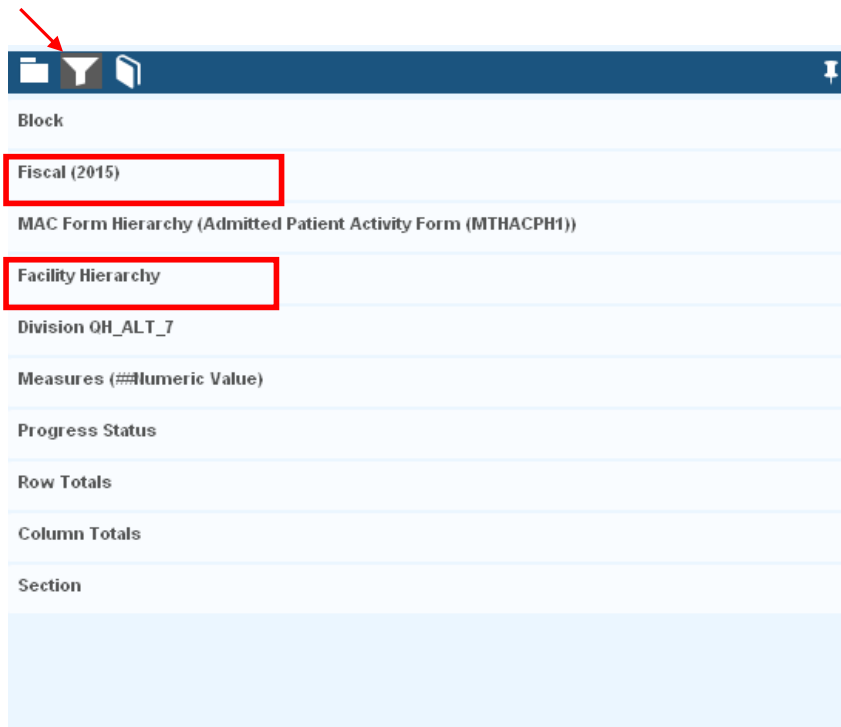 Block
Fiscal (2015)
MAC Form Hierarchy (Admitted Patient Activity Form (MTHACPH1))
Facility Hierarchy
Division QH_ALT_7
Measures (##Numeric Value)
Progress Status
Row Totals
Column Totals
Section